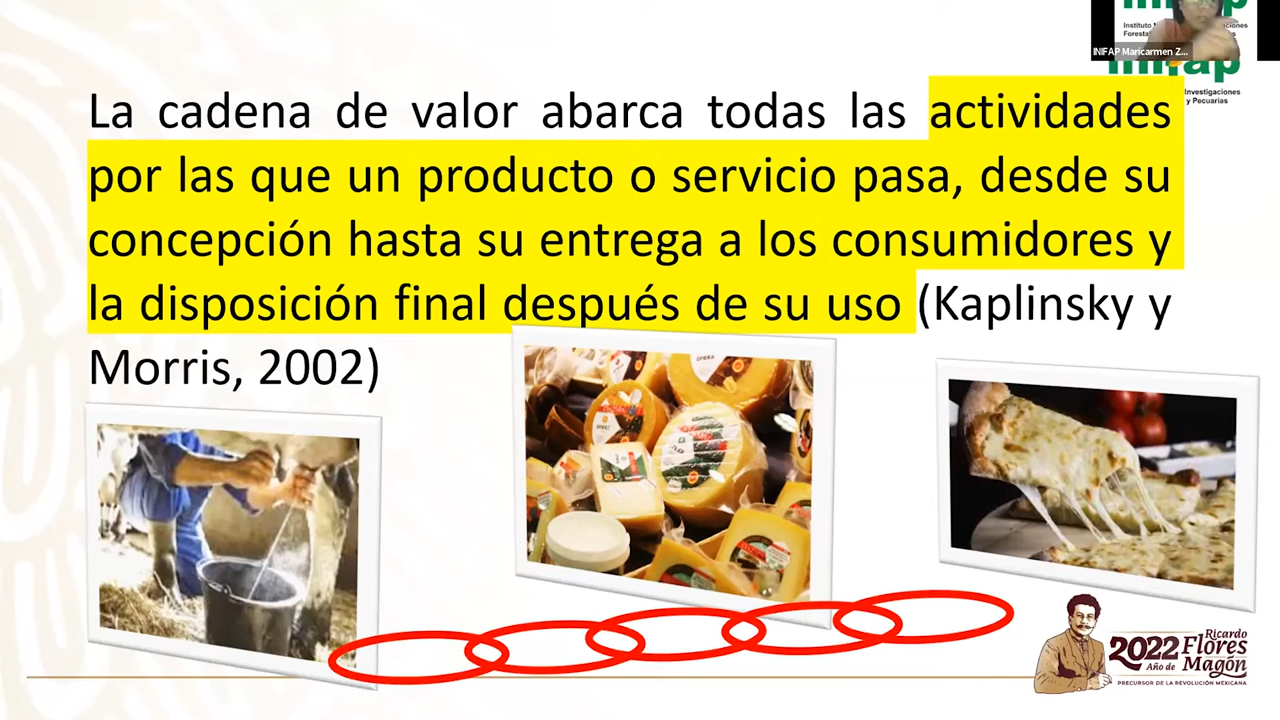 INIFAP Maricarmen Z...
Investigaciones
y Pecuarias
La cadena de valor abarca todas las actividades
por las que un producto o servicio pasa, desde su
concepción hasta su entrega a los consumidores y
la disposición final después de su uso (Kaplinsky y
Morris, 2002)
2022 Ricardo
Año de Flores
Magón
PRECURSOR DE LA REVOLUCIÓN MEXICANA